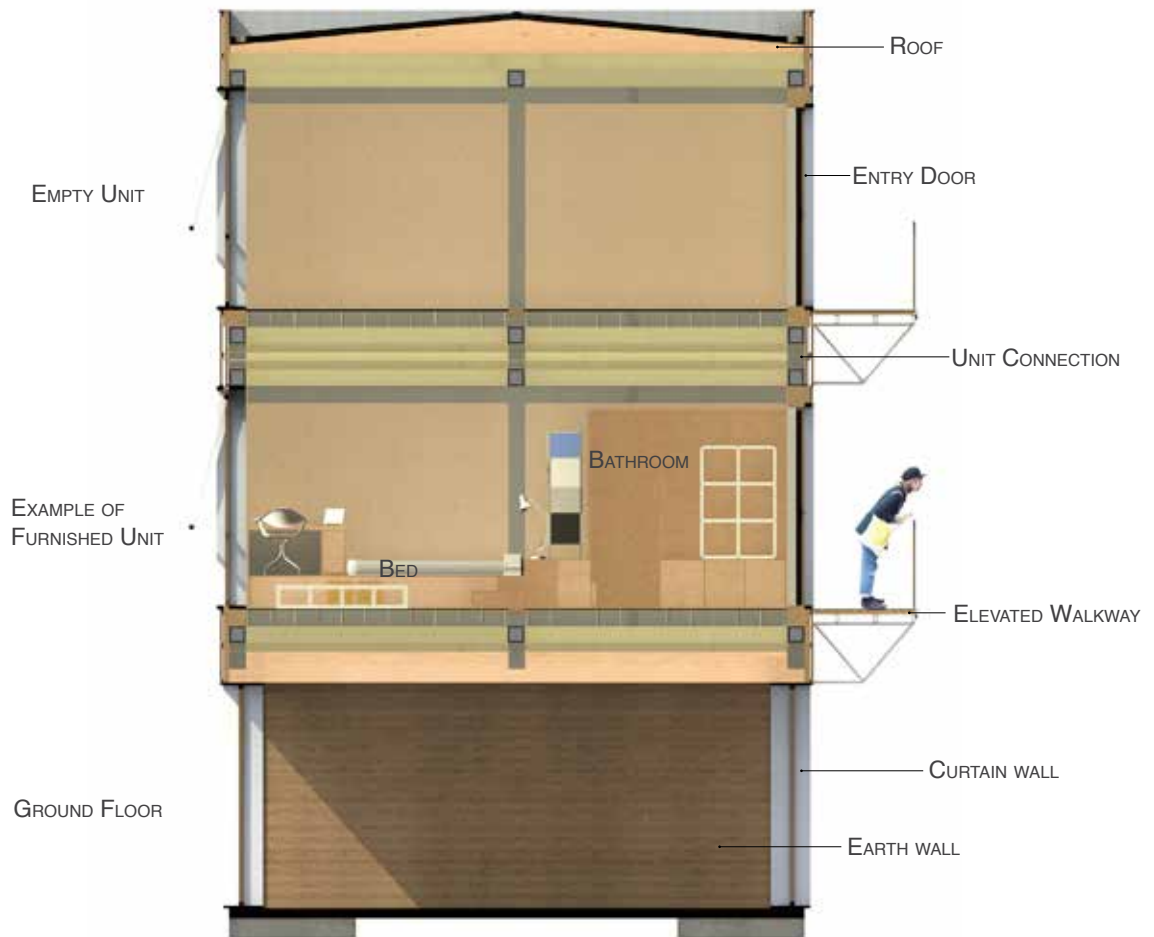 Roof
Entry Door
Empty Unit
Unit Connection
Bathroom
Example of
Furnished Unit
Bed
Elevated Walkway
Curtain wall
Ground Floor
Earth wall